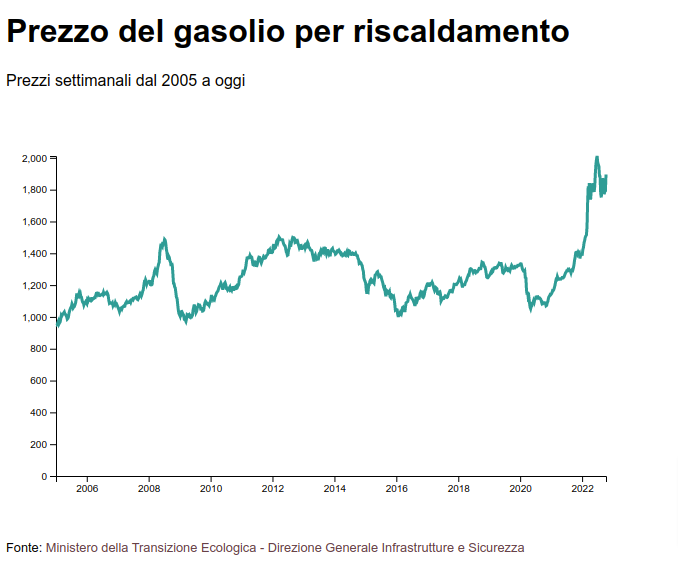 Prezzo del gasolio per riscaldamento
Prezzi settimanali dal 2005 a oggi
2,000
1,800
1,600
1,400
1,200
1,000
800
600
400
200
0
2006 2008 2010 2012 2014 2016 2018 2020 2022
Fonte: Ministero della Transizione Ecologica - Direzione Generale Infrastrutture e Sicurezza